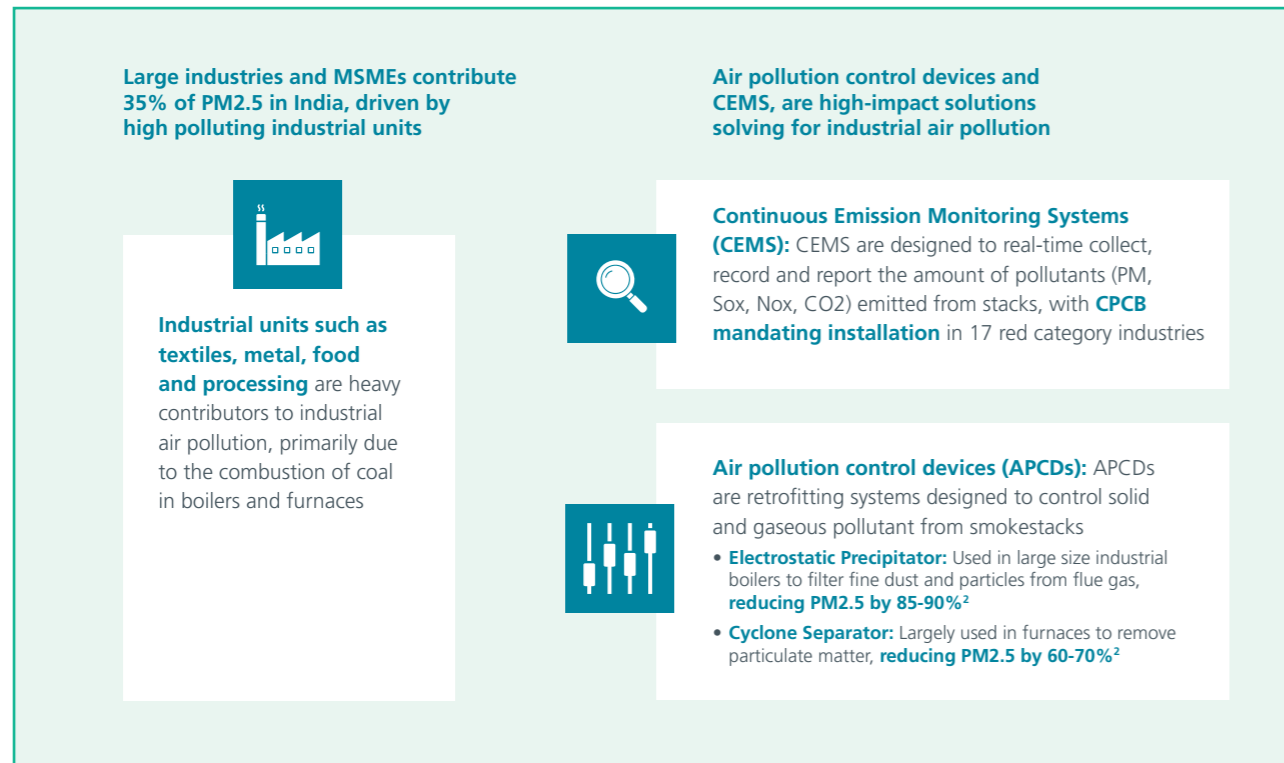 Large industries and MSMEs contribute
35% of PM2.5 in India, driven by
high polluting industrial units
Industrial units such as
textiles, metal, food
and processing are heavy
contributors to industrial
air pollution, primarily due
to the combustion of coal
in boilers and furnaces
Air pollution control devices and
CEMS, are high-impact solutions
solving for industrial air pollution
Continuous Emission Monitoring Systems
(CEMS): CEMS are designed to real-time collect,
record and report the amount of pollutants (PM,
Sox, Nox, CO2) emitted from stacks, with CPCB
mandating installation in 17 red category industries
Air pollution control devices (APCDs): APCDs
are retrofitting systems designed to control solid
and gaseous pollutant from smokestacks
• Electrostatic Precipitator: Used in large size industrial
boilers to filter fine dust and particles from flue gas,
reducing PM2.5 by 85-90%²
• Cyclone Separator: Largely used in furnaces to remove
particulate matter, reducing PM2.5 by 60-70%²